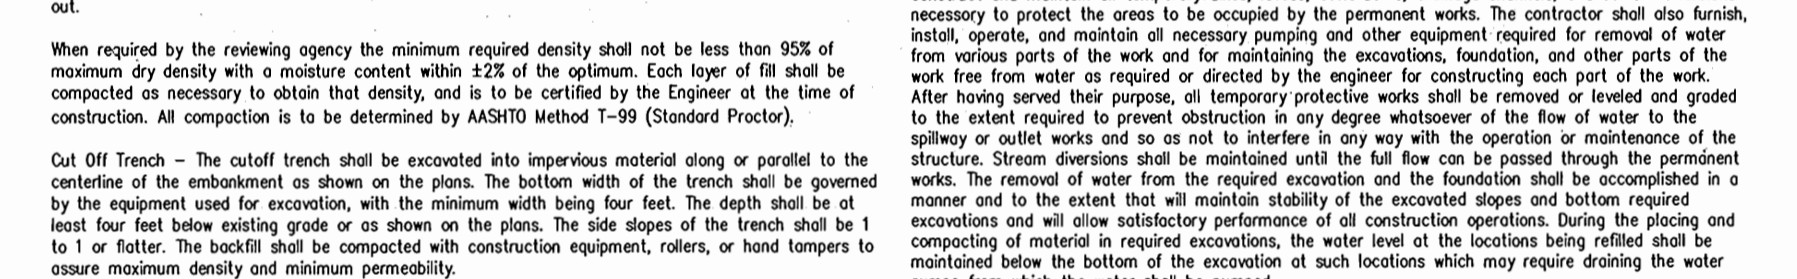 out.
When required by the reviewing agency the minimum required density shall not be less than 95% of
maximum dry density with a moisture content within ±2% of the optimum. Each layer of fill shall be
compacted as necessary to obtain that density, and is to be certified by the Engineer at the time of
construction. All compaction is to be determined by AASHTO Method T-99 (Standard Proctor).
Cut Off Trench – The cutoff trench shall be excavated into impervious material along or parallel to the
centerline of the embankment as shown on the plans. The bottom width of the trench shall be governed
by the equipment used for excavation, with the minimum width being four feet. The depth shall be at
least four feet below existing grade or as shown on the plans. The side slopes of the trench shall be 1
to 1 or flatter. The backfill shall be compacted with construction equipment, rollers, or hand tampers to
assure maximum density and minimum permeability.
necessary to protect the areas to be occupied by the permanent works. The contractor shall also furnish,
install, operate, and maintain all necessary pumping and other equipment required for removal of water
from various parts of the work and for maintaining the excavations, foundation, and other parts of the
work free from water as required or directed by the engineer for constructing each part of the work.
After having served their purpose, all temporary protective works shall be removed or leveled and graded
to the extent required to prevent obstruction in any degree whatsoever of the flow of water to the
spillway or outlet works and so as not to interfere in any way with the operation or maintenance of the
structure. Stream diversions shall be maintained until the full flow can be passed through the permanent
works. The removal of water from the required excavation and the foundation shall be accomplished in a
manner and to the extent that will maintain stability of the excavated slopes and bottom required
excavations and will allow satisfactory performance of all construction operations. During the placing and
compacting of material in required excavations, the water level at the locations being refilled shall be
maintained below the bottom of the excavation at such locations which may require draining the water